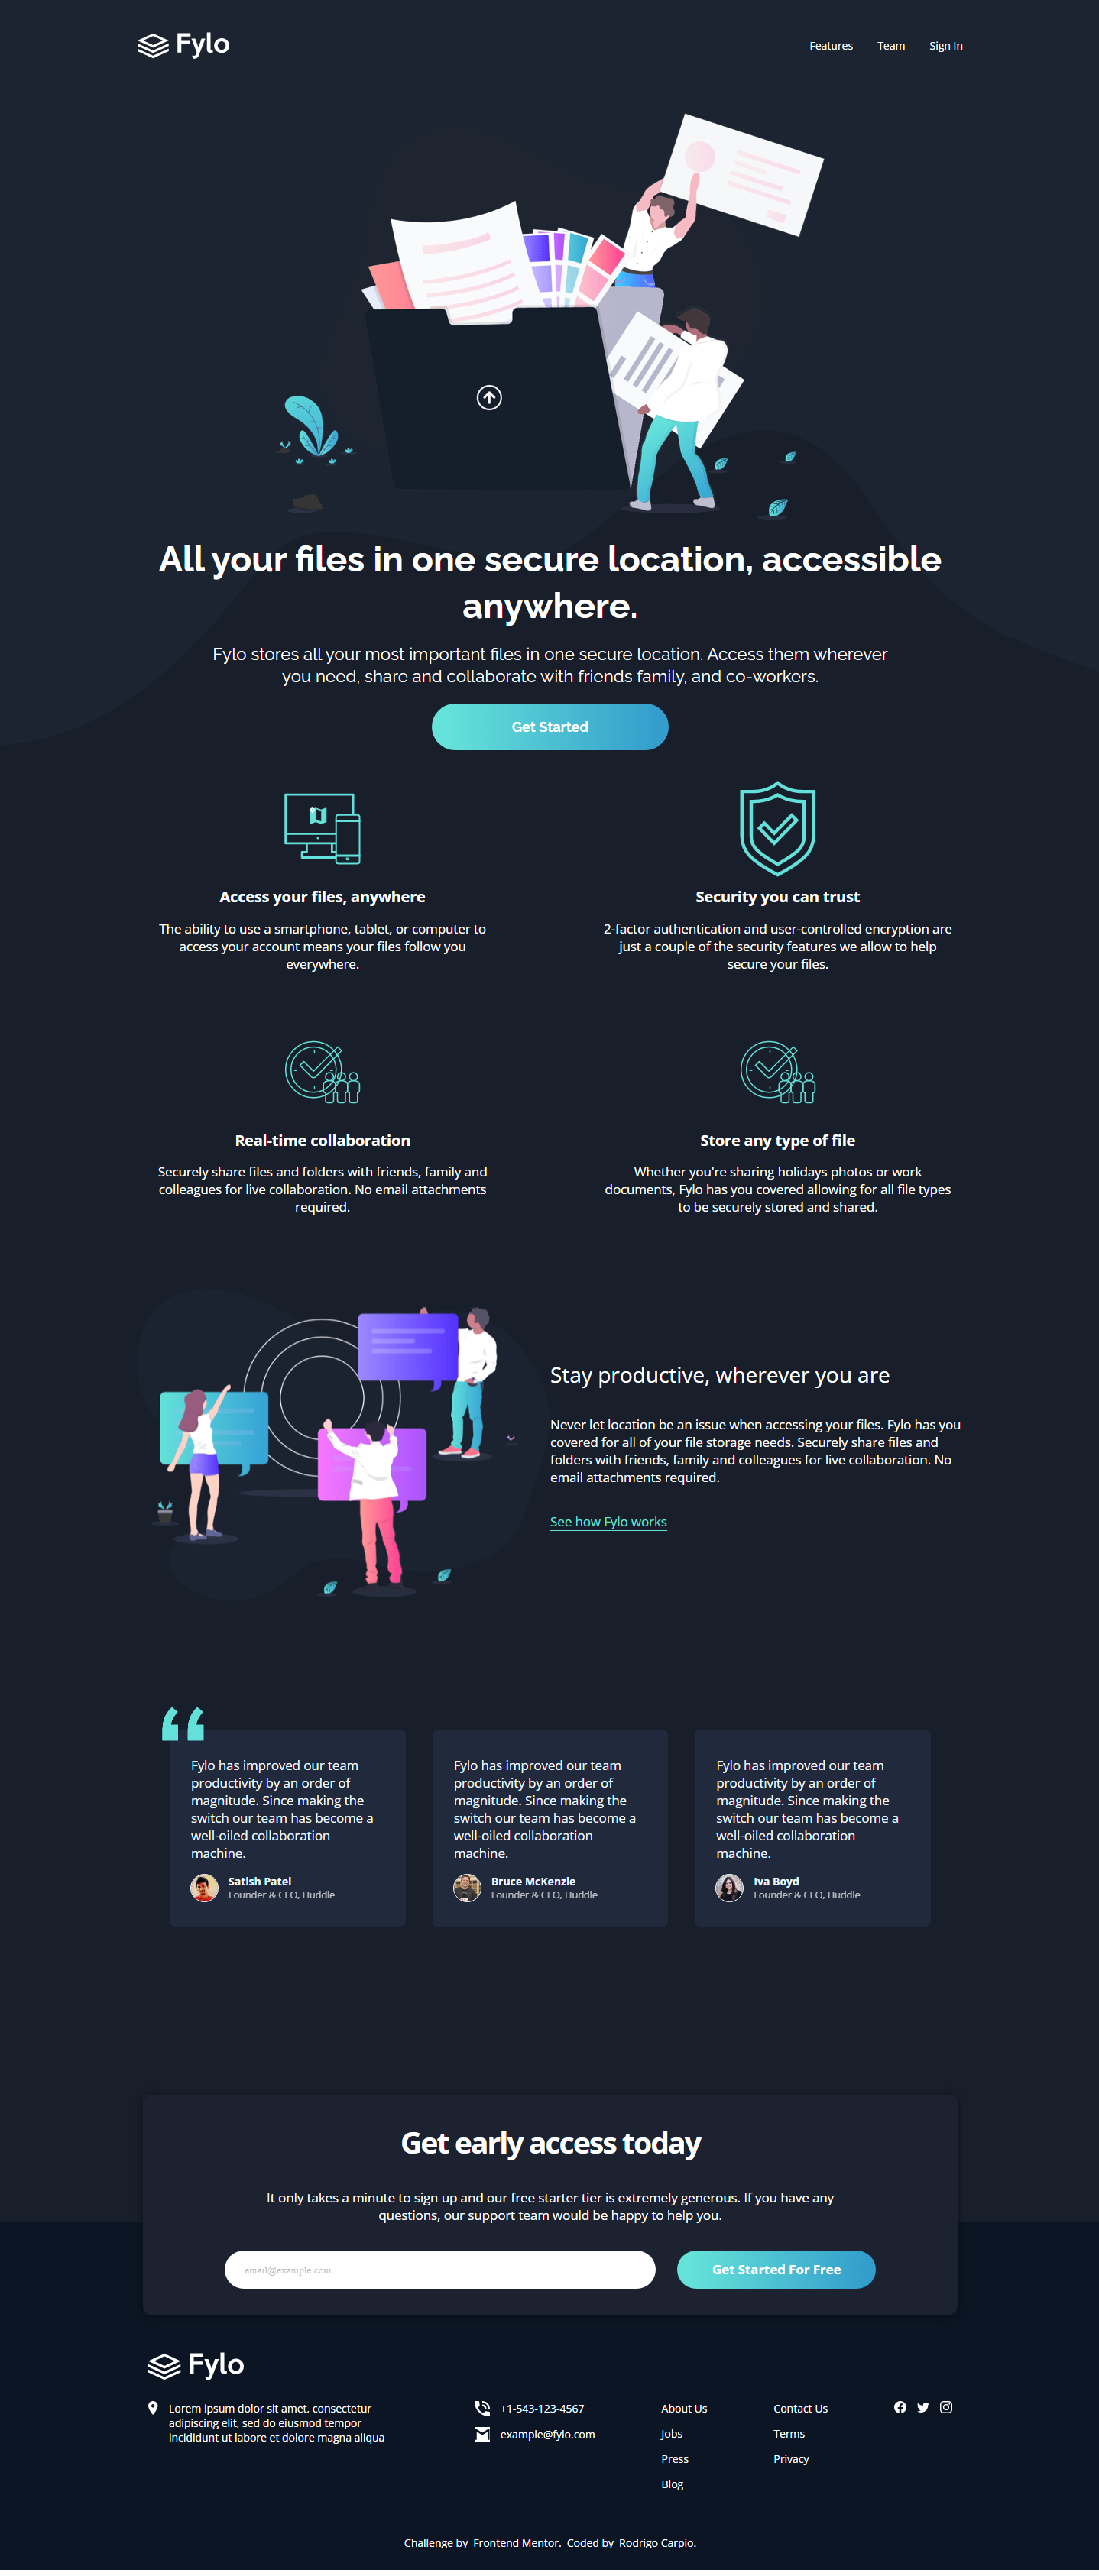 Fylo
Features
Team
Sign In
All your files in one secure location, accessible
anywhere.
Fylo stores all your most important files in one secure location. Access them wherever
you need, share and collaborate with friends family, and co-workers.
Get Started
Access your files, anywhere
The ability to use a smartphone, tablet, or computer to
access your account means your files follow you
everywhere.
Security you can trust
2-factor authentication and user-controlled encryption are
just a couple of the security features we allow to help
secure your files.
Real-time collaboration
Securely share files and folders with friends, family and
colleagues for live collaboration. No email attachments
required.
Store any type of file
Whether you're sharing holidays photos or work
documents, Fylo has you covered allowing for all file types
to be securely stored and shared.
Stay productive, wherever you are
Never let location be an issue when accessing your files. Fylo has you
covered for all of your file storage needs. Securely share files and
folders with friends, family and colleagues for live collaboration. No
email attachments required.
See how Fylo works
Fylo has improved our team
productivity by an order of
magnitude. Since making the
switch our team has become a
well-oiled collaboration
machine.
Satish Patel
Founder & CEO, Huddle
Fylo has improved our team
productivity by an order of
magnitude. Since making the
switch our team has become a
well-oiled collaboration
machine.
Bruce McKenzie
Founder & CEO, Huddle
Fylo has improved our team
productivity by an order of
magnitude. Since making the
switch our team has become a
well-oiled collaboration
machine.
Iva Boyd
Founder & CEO, Huddle
Get early access today
It only takes a minute to sign up and our free starter tier is extremely generous. If you have any
questions, our support team would be happy to help you.
email@example.com
Get Started For Free
Fylo
Lorem ipsum dolor sit amet, consectetur
adipiscing elit, sed do eiusmod tempor
incididunt ut labore et dolore magna aliqua
+1-543-123-4567
example@fylo.com
About Us
Jobs
Press
Blog
Contact Us
Terms
Privacy
Challenge by Frontend Mentor. Coded by Rodrigo Carpio.